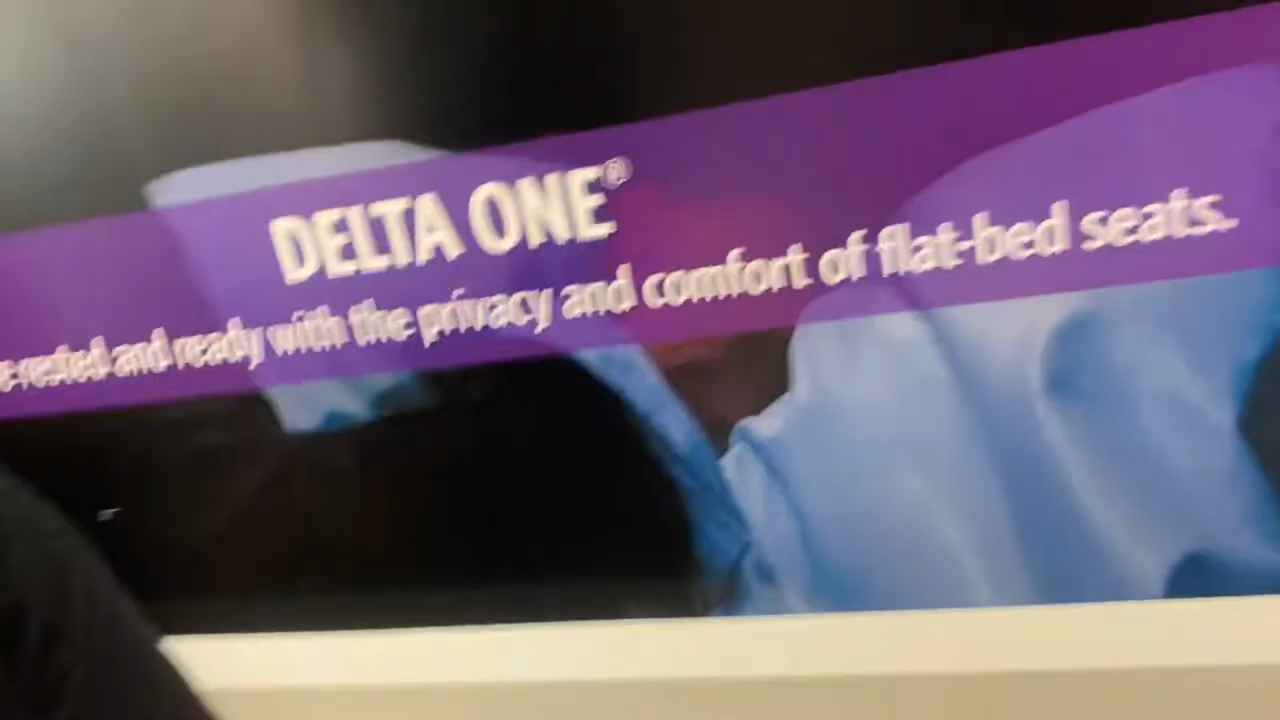 DELTA ONE®
rested and ready with the privacy and comfort of flat-bed seats.